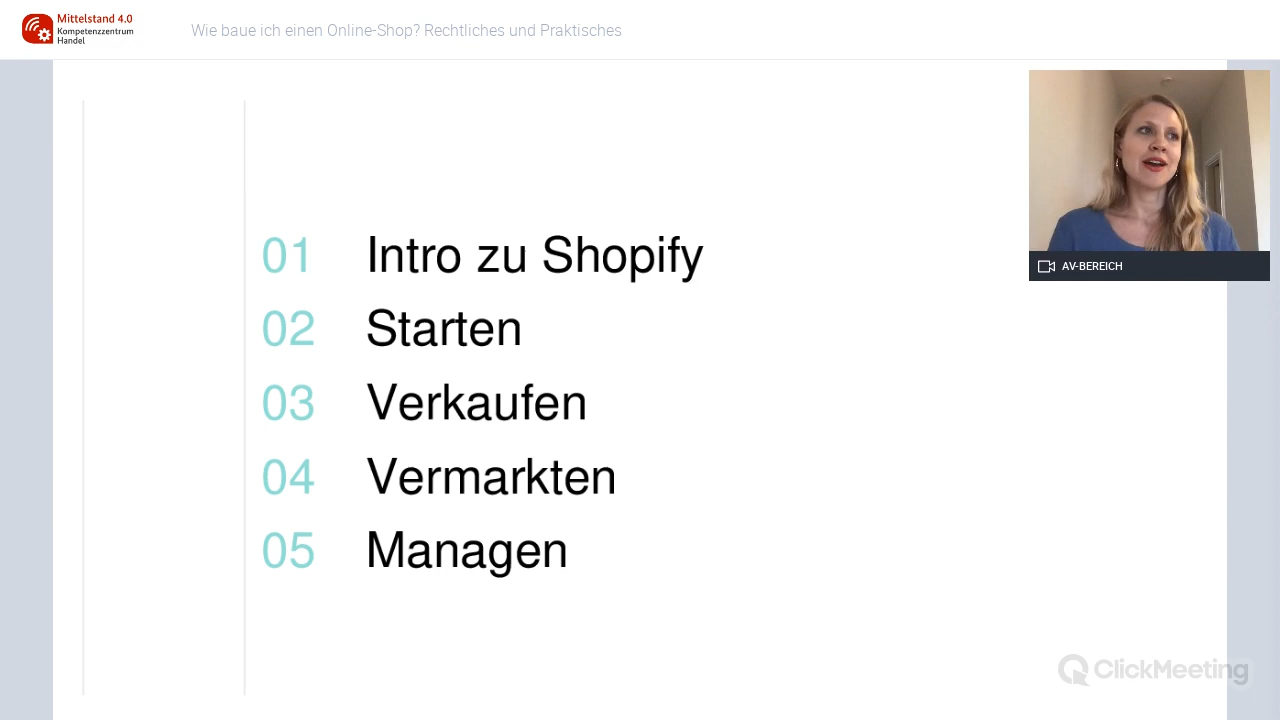 Mittelstand 4.0
Kompetenzzentrum
Handel
Wie baue ich einen Online-Shop? Rechtliches und Praktisches
AV-BEREICH
01 Intro zu Shopify
02 Starten
03 Verkaufen
04 Vermarkten
05 Managen
ClickMeeting